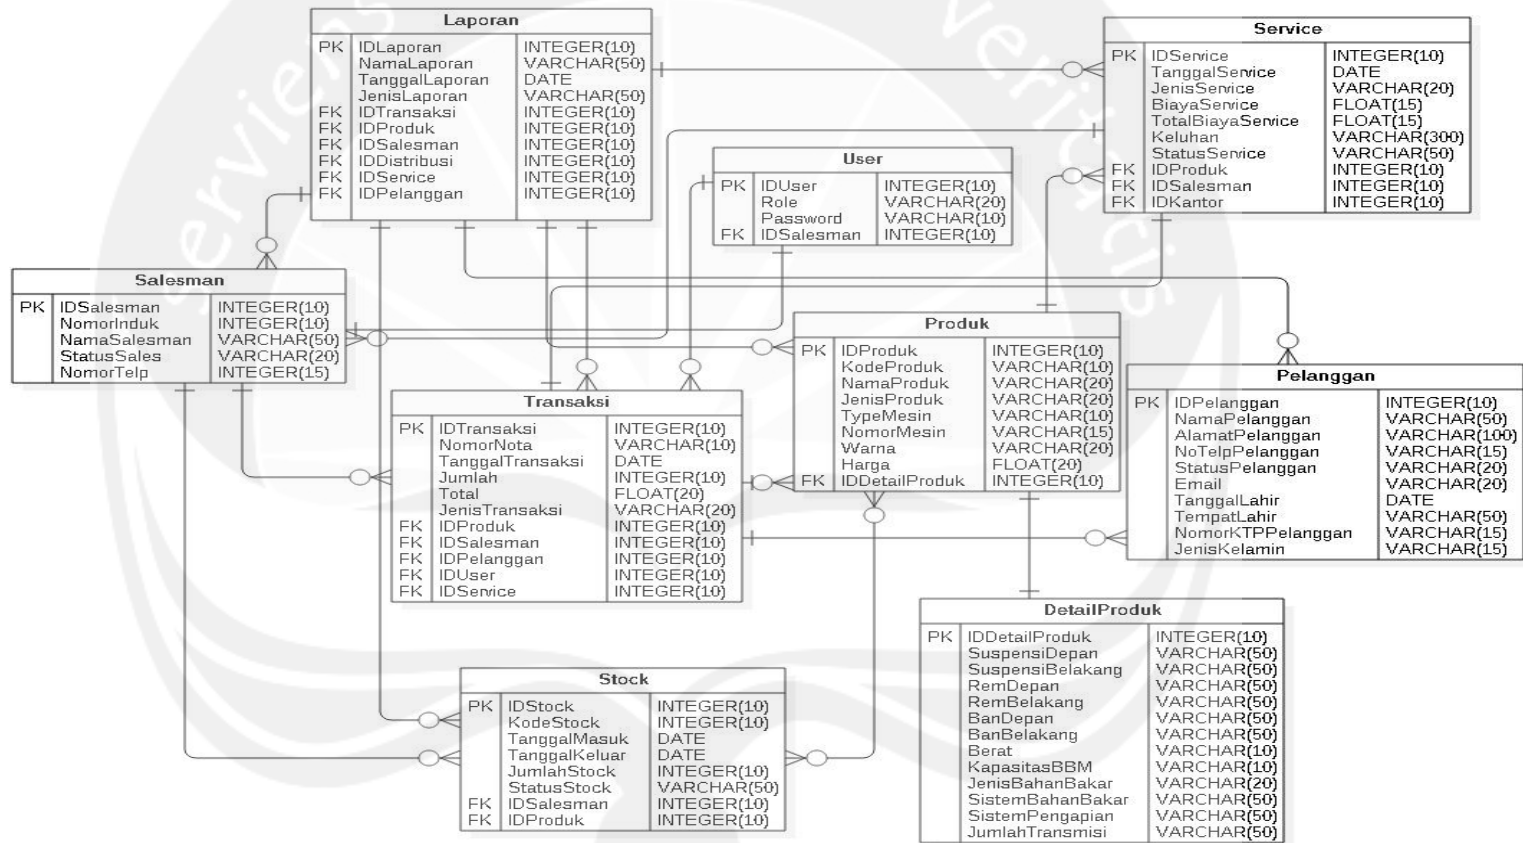 serviens
veritatis
Laporan
PK IDLaporan INTEGER(10)
NamaLaporan VARCHAR(50)
TanggalLaporan DATE
JenisLaporan VARCHAR(50)
FK IDTransaksi INTEGER(10)
FK IDProduk INTEGER(10)
FK IDSalesman INTEGER(10)
FK IDDistribusi INTEGER(10)
FK IDService INTEGER(10)
FK IDPelanggan INTEGER(10)
Service
PK IDService INTEGER(10)
TanggalService DATE
JenisService VARCHAR(20)
BiayaService FLOAT(15)
TotalBiayaService FLOAT(15)
Keluhan VARCHAR(300)
StatusService VARCHAR(50)
FK IDProduk INTEGER(10)
FK IDSalesman INTEGER(10)
FK IDKantor INTEGER(10)
User
PK IDUser INTEGER(10)
Role VARCHAR(20)
Password VARCHAR(10)
FK IDSalesman INTEGER(10)
Salesman
PK IDSalesman INTEGER(10)
NomorInduk INTEGER(10)
NamaSalesman VARCHAR(50)
StatusSales VARCHAR(20)
NomorTelp INTEGER(15)
Produk
PK IDProduk INTEGER(10)
KodeProduk VARCHAR(10)
NamaProduk VARCHAR(20)
JenisProduk VARCHAR(20)
TypeMesin VARCHAR(10)
NomorMesin VARCHAR(15)
Warna VARCHAR(20)
Harga FLOAT(20)
FK IDDetailProduk INTEGER(10)
Pelanggan
PK IDPelanggan INTEGER(10)
NamaPelanggan VARCHAR(50)
AlamatPelanggan VARCHAR(100)
NoTelpPelanggan VARCHAR(15)
StatusPelanggan VARCHAR(20)
Email VARCHAR(20)
TanggalLahir DATE
TempatLahir VARCHAR(50)
NomorKTPPelanggan VARCHAR(15)
JenisKelamin VARCHAR(15)
Transaksi
PK IDTransaksi INTEGER(10)
NomorNota VARCHAR(10)
TanggalTransaksi DATE
Jumlah INTEGER(10)
Total FLOAT(20)
JenisTransaksi VARCHAR(20)
FK IDProduk INTEGER(10)
FK IDSalesman INTEGER(10)
FK IDPelanggan INTEGER(10)
FK IDUser INTEGER(10)
FK IDService INTEGER(10)
DetailProduk
PK IDDetailProduk INTEGER(10)
SuspensiDepan VARCHAR(50)
SuspensiBelakang VARCHAR(50)
RemDepan VARCHAR(50)
RemBelakang VARCHAR(50)
BanDepan VARCHAR(50)
BanBelakang VARCHAR(50)
Berat VARCHAR(10)
KapasitasBBM VARCHAR(10)
JenisBahanBakar VARCHAR(20)
SistemBahanBakar VARCHAR(50)
SistemPengapian VARCHAR(50)
JumlahTransmisi VARCHAR(50)
Stock
PK IDStock INTEGER(10)
KodeStock INTEGER(10)
TanggalMasuk DATE
TanggalKeluar DATE
JumlahStock INTEGER(10)
StatusStock VARCHAR(50)
FK IDSalesman INTEGER(10)
FK IDProduk INTEGER(10)